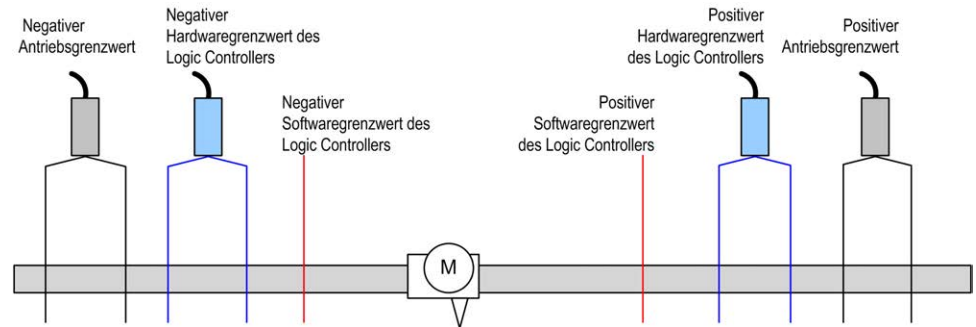 Negativer
Antriebsgrenzwert
Negativer
Hardwaregrenzwert des
Logic Controllers
Negativer
Softwaregrenzwert des
Logic Controllers
Positiver
Softwaregrenzwert
des Logic Controllers
Positiver
Hardwaregrenzwert
des Logic Controllers
Positiver
Antriebsgrenzwert
M